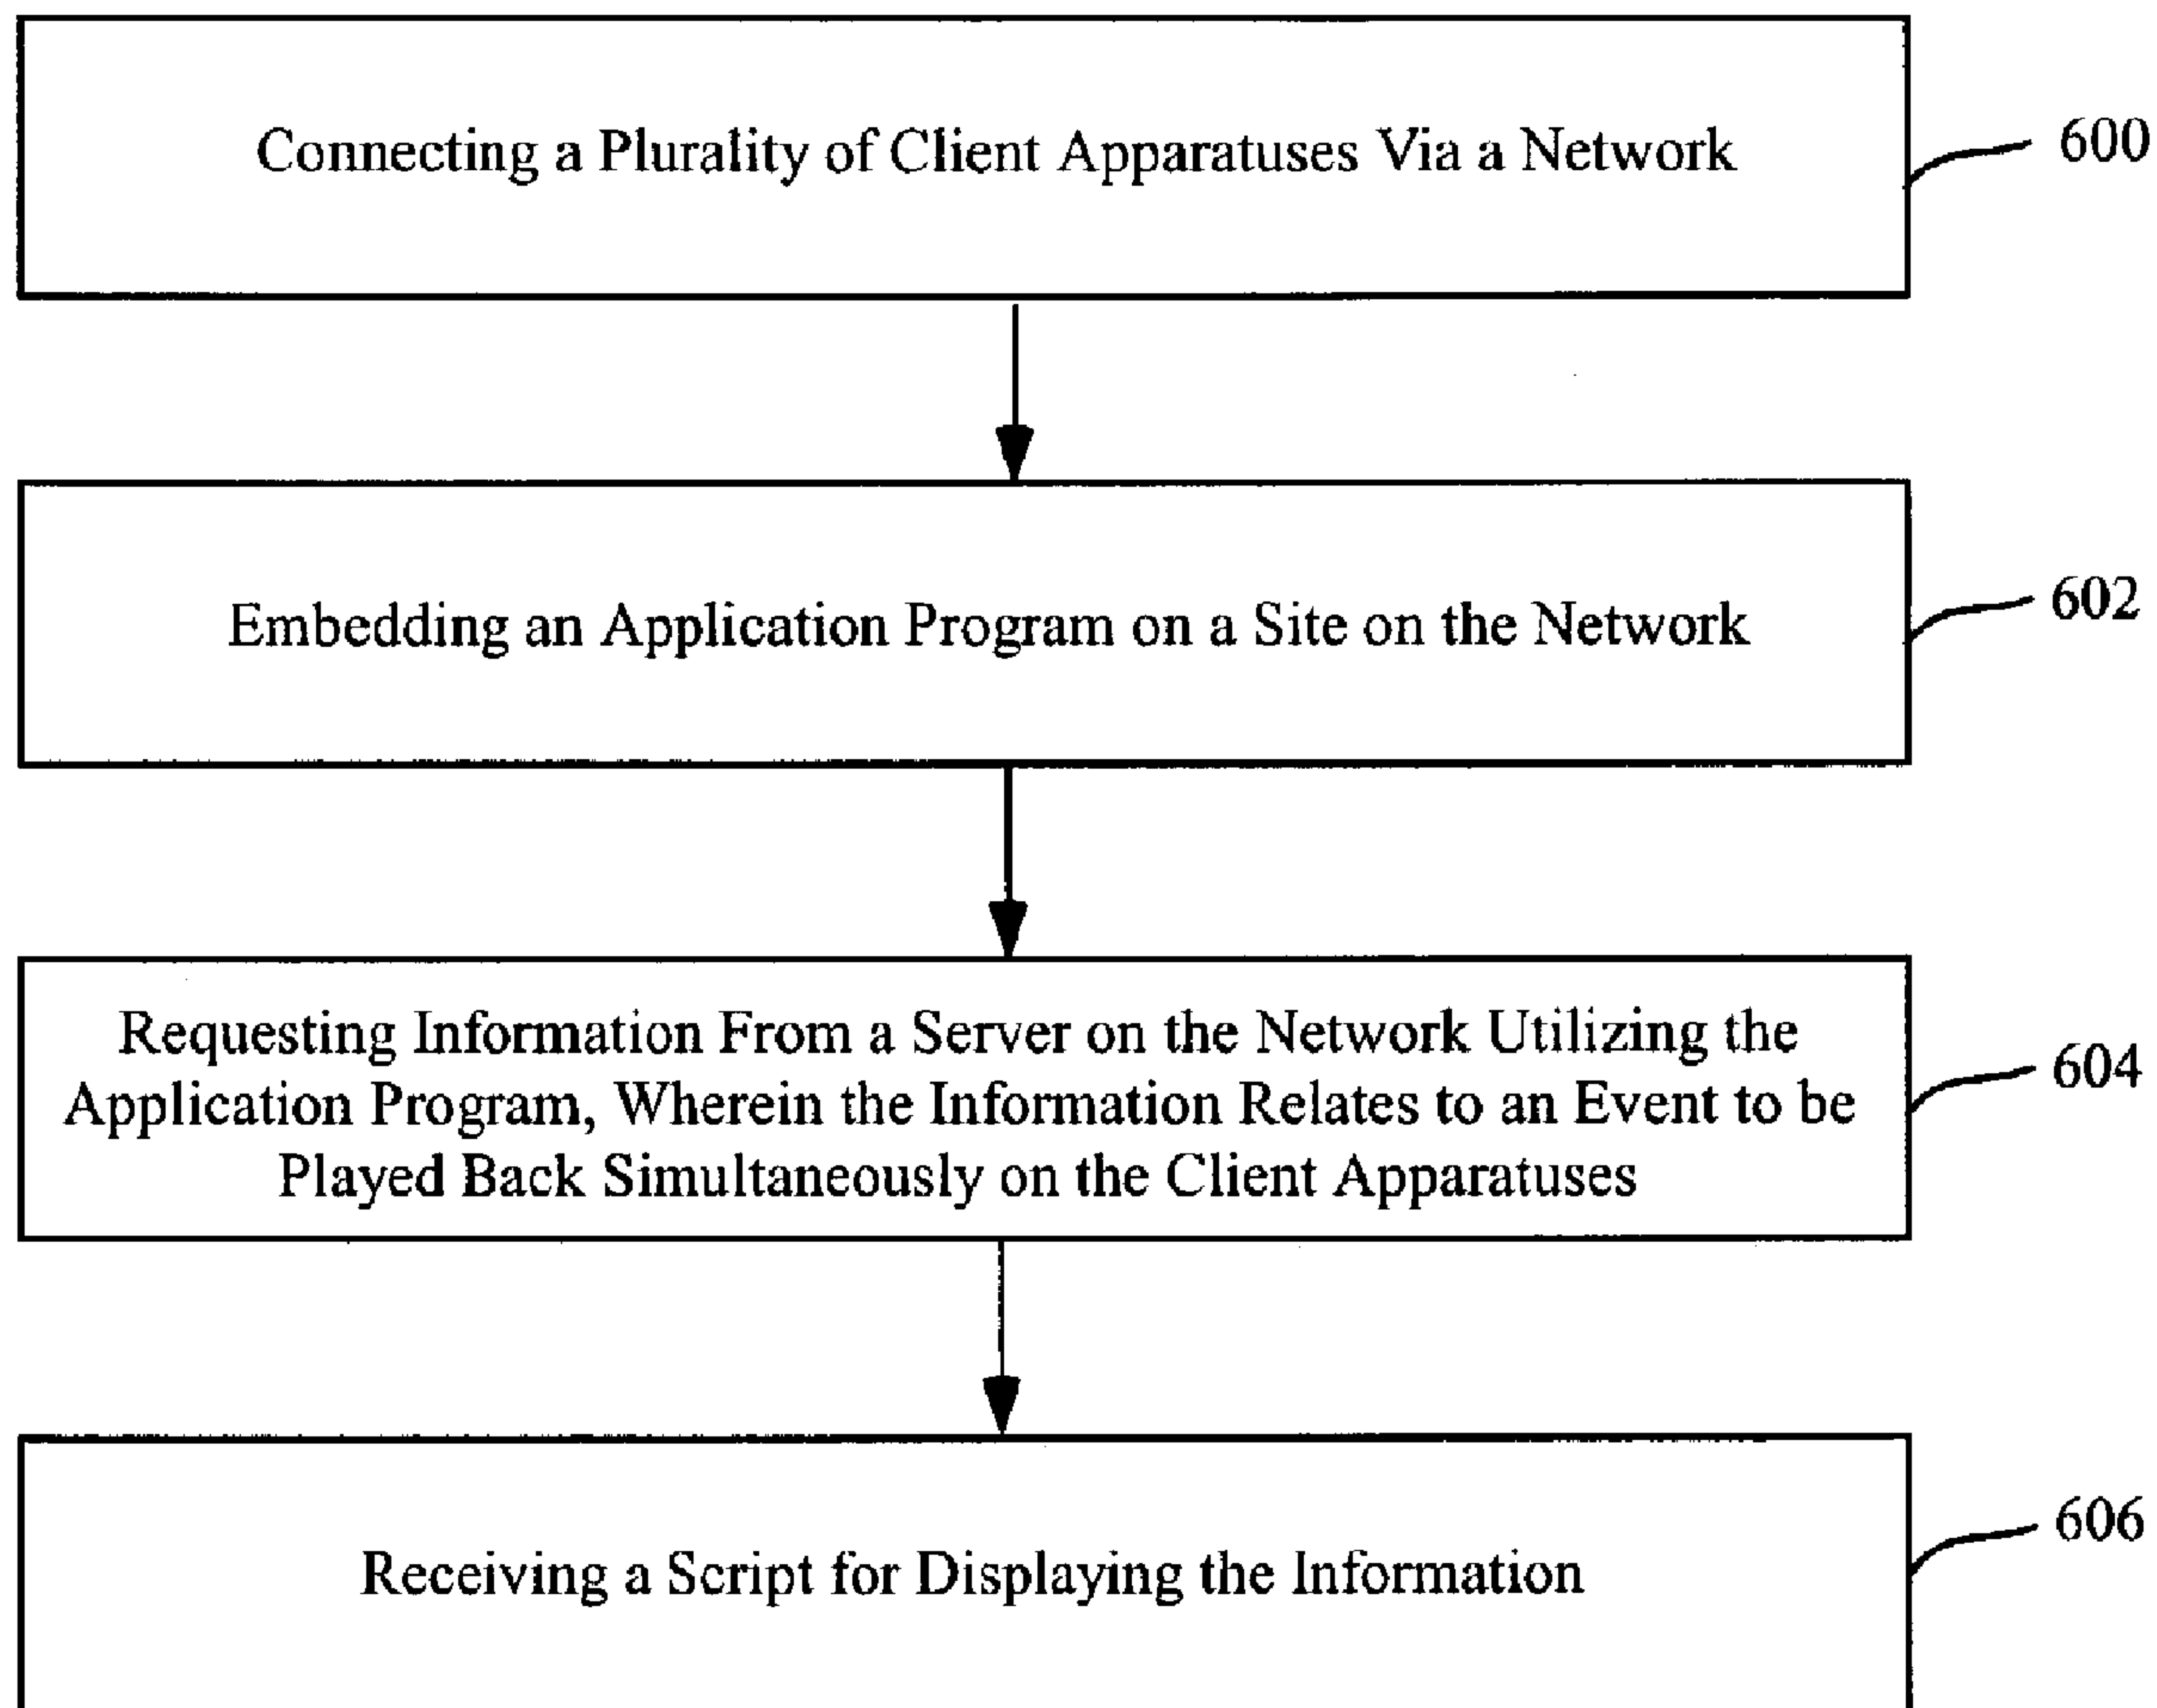 Connecting a Plurality of Client Apparatuses Via a Network
600
Embedding an Application Program on a Site on the Network
602
Requesting Information From a Server on the Network Utilizing the
Application Program, Wherein the Information Relates to an Event to be
Played Back Simultaneously on the Client Apparatuses
604
Receiving a Script for Displaying the Information
606